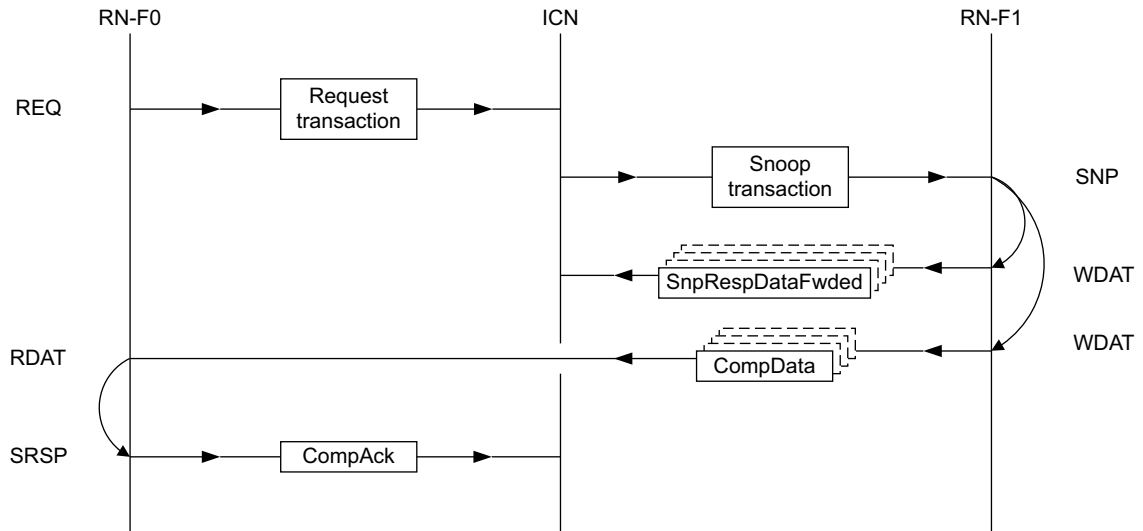 RN-F0 ICN RN-F1
REQ
Request
transaction
Snoop
transaction
SNP
SnpRespDataFwded
WDAT
RDAT
CompData
WDAT
SRSP
CompAck